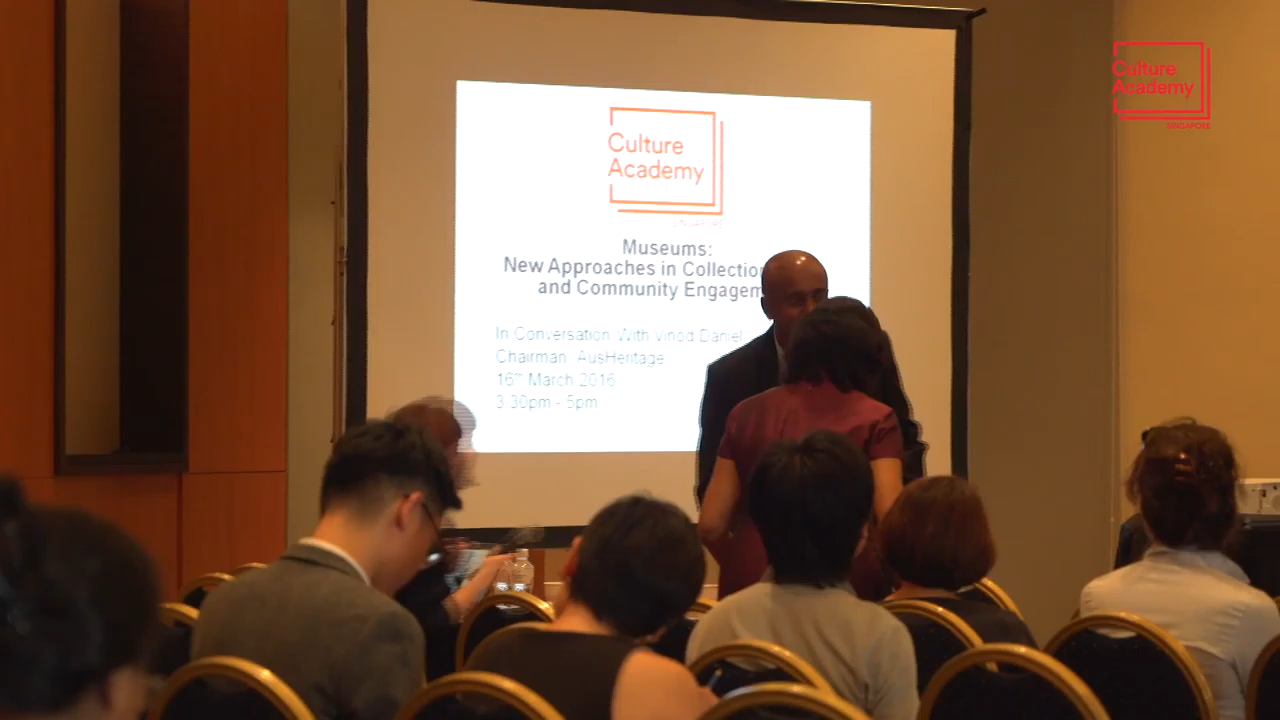 Culture
Academy
SINGAPORE
Culture
Academy
Museums:
New Approaches in
and Community
In Conversation With Vinod Daniel
Chairman AusHeritage
16th March 2016
3.30pm - 5pm